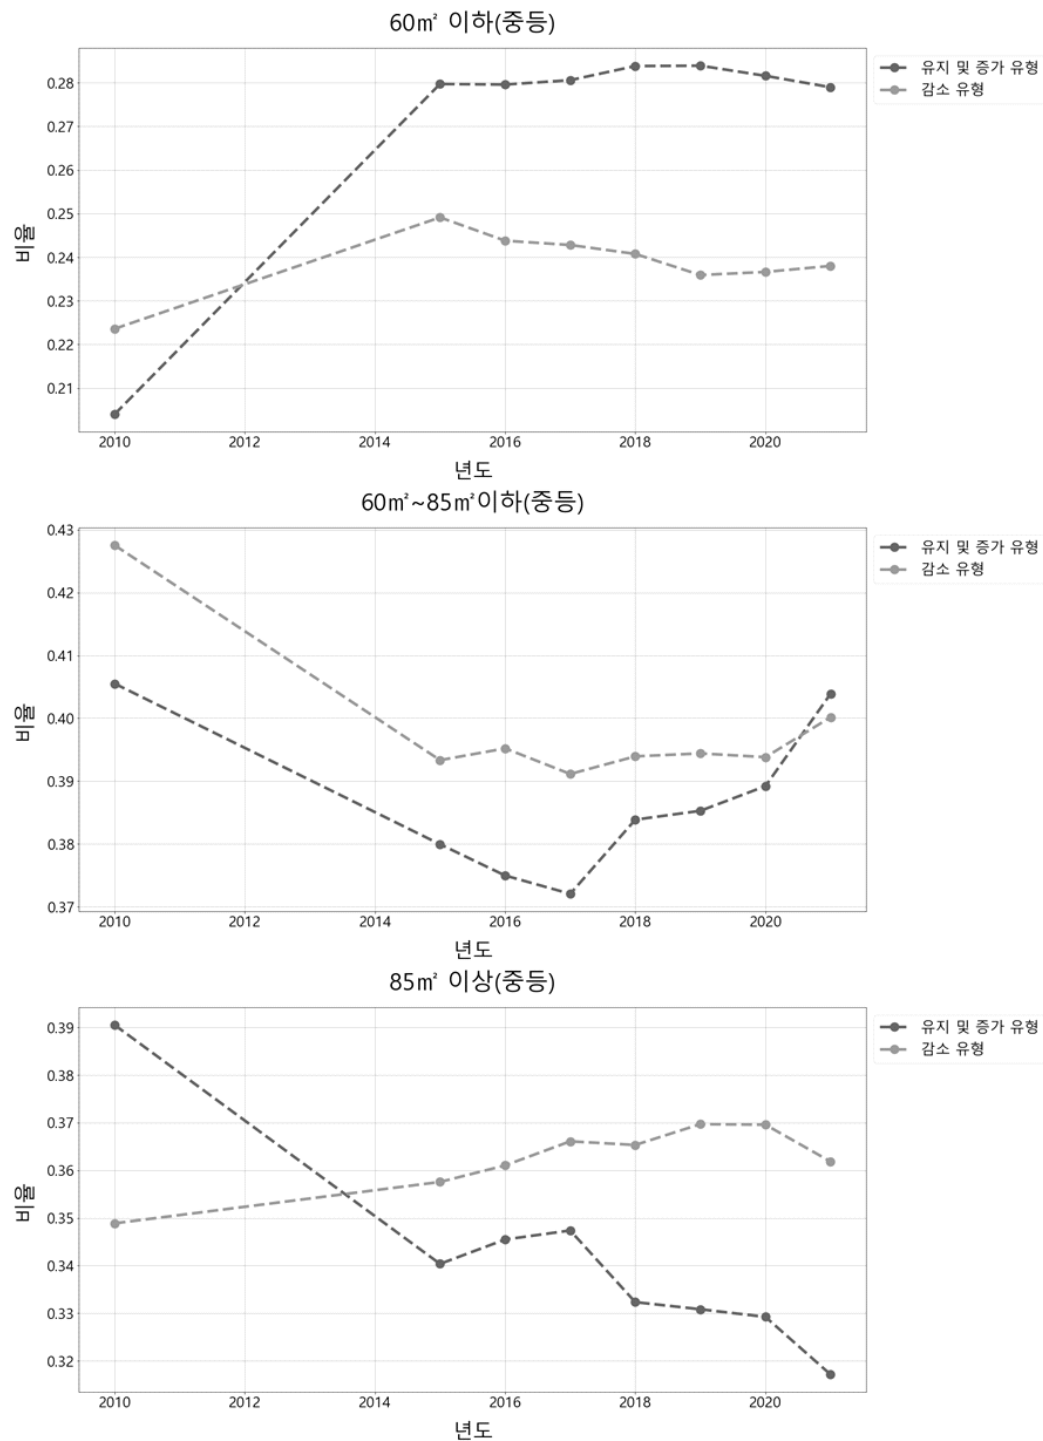 60㎡ 이하(중등)
유지 및 증가 유형
감소 유형
0.28
0.27
0.26
0.25
0.24
0.23
0.22
0.21
비율
2010 2012 2014 2016 2018 2020
년도
60㎡~85㎡이하(중등)
유지 및 증가 유형
감소 유형
0.43
0.42
0.41
0.40
0.39
0.38
0.37
비율
2010 2012 2014 2016 2018 2020
년도
85㎡ 이상(중등)
유지 및 증가 유형
감소 유형
0.39
0.38
0.37
0.36
0.35
0.34
0.33
0.32
비율
2010 2012 2014 2016 2018 2020
년도